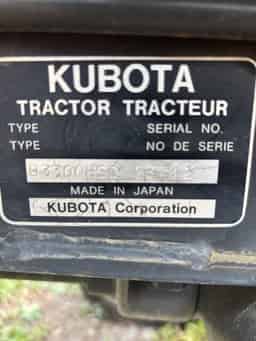 KUBOTA
TRACTOR TRACTEUR
TYPE SERIAL NO.
TYPE NO DE SERIE
MADE IN JAPAN
KUBOTA Corporation